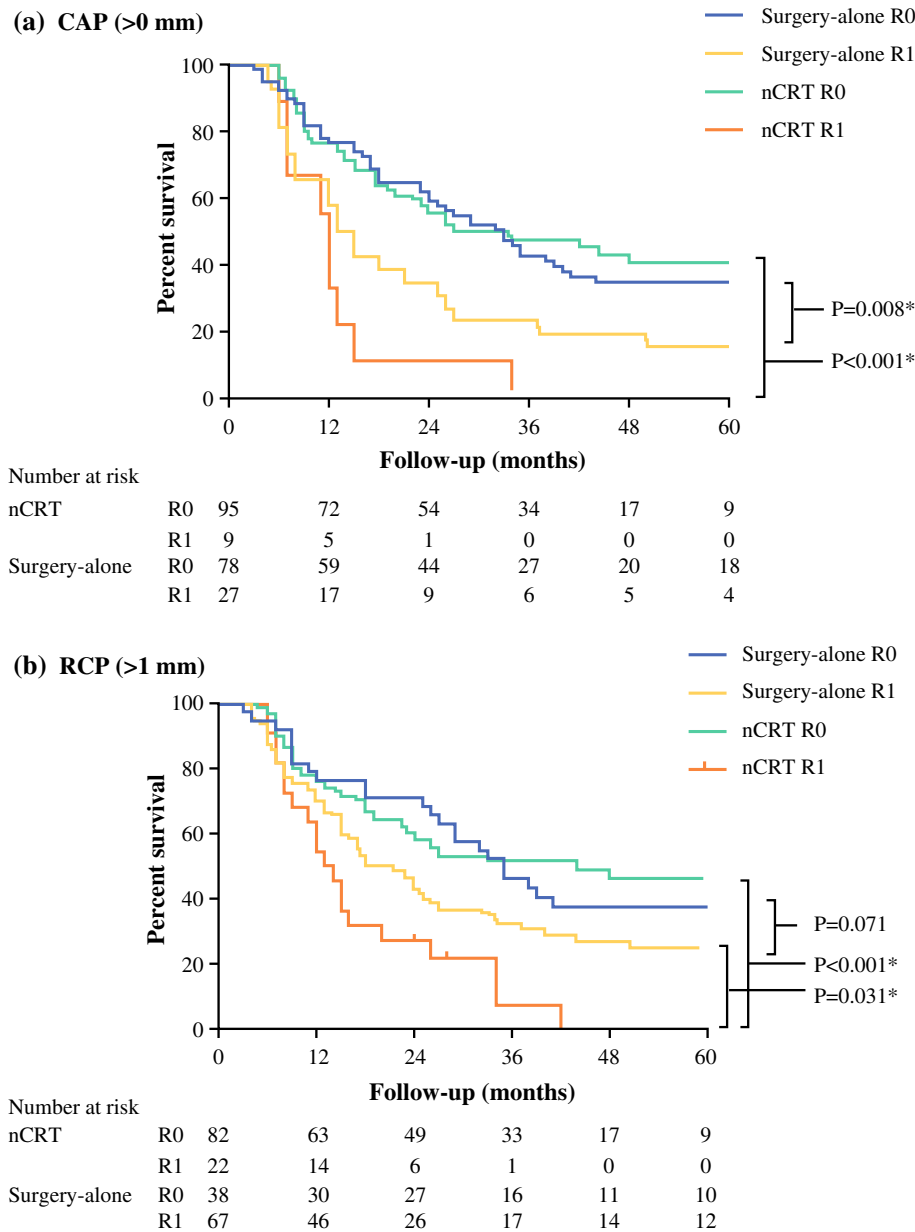 (a) CAP (>0 mm)
Surgery-alone R0
Surgery-alone R1
nCRT R0
nCRT R1
100
80
60
40
20
0
Percent survival
0 12 24 36 48 60
Follow-up (months)
P=0.008*
P<0.001*
Number at risk
nCRT R0 95 72 54 34 17 9
R1 9 5 1 0 0 0
Surgery-alone R0 78 59 44 27 20 18
R1 27 17 9 6 5 4
(b) RCP (>1 mm)
Surgery-alone R0
Surgery-alone R1
nCRT R0
nCRT R1
100
80
60
40
20
0
Percent survival
0 12 24 36 48 60
Follow-up (months)
P=0.071
P<0.001*
P=0.031*
Number at risk
nCRT R0 82 63 49 33 17 9
R1 22 14 6 1 0 0
Surgery-alone R0 38 30 27 16 11 10
R1 67 46 26 17 14 12